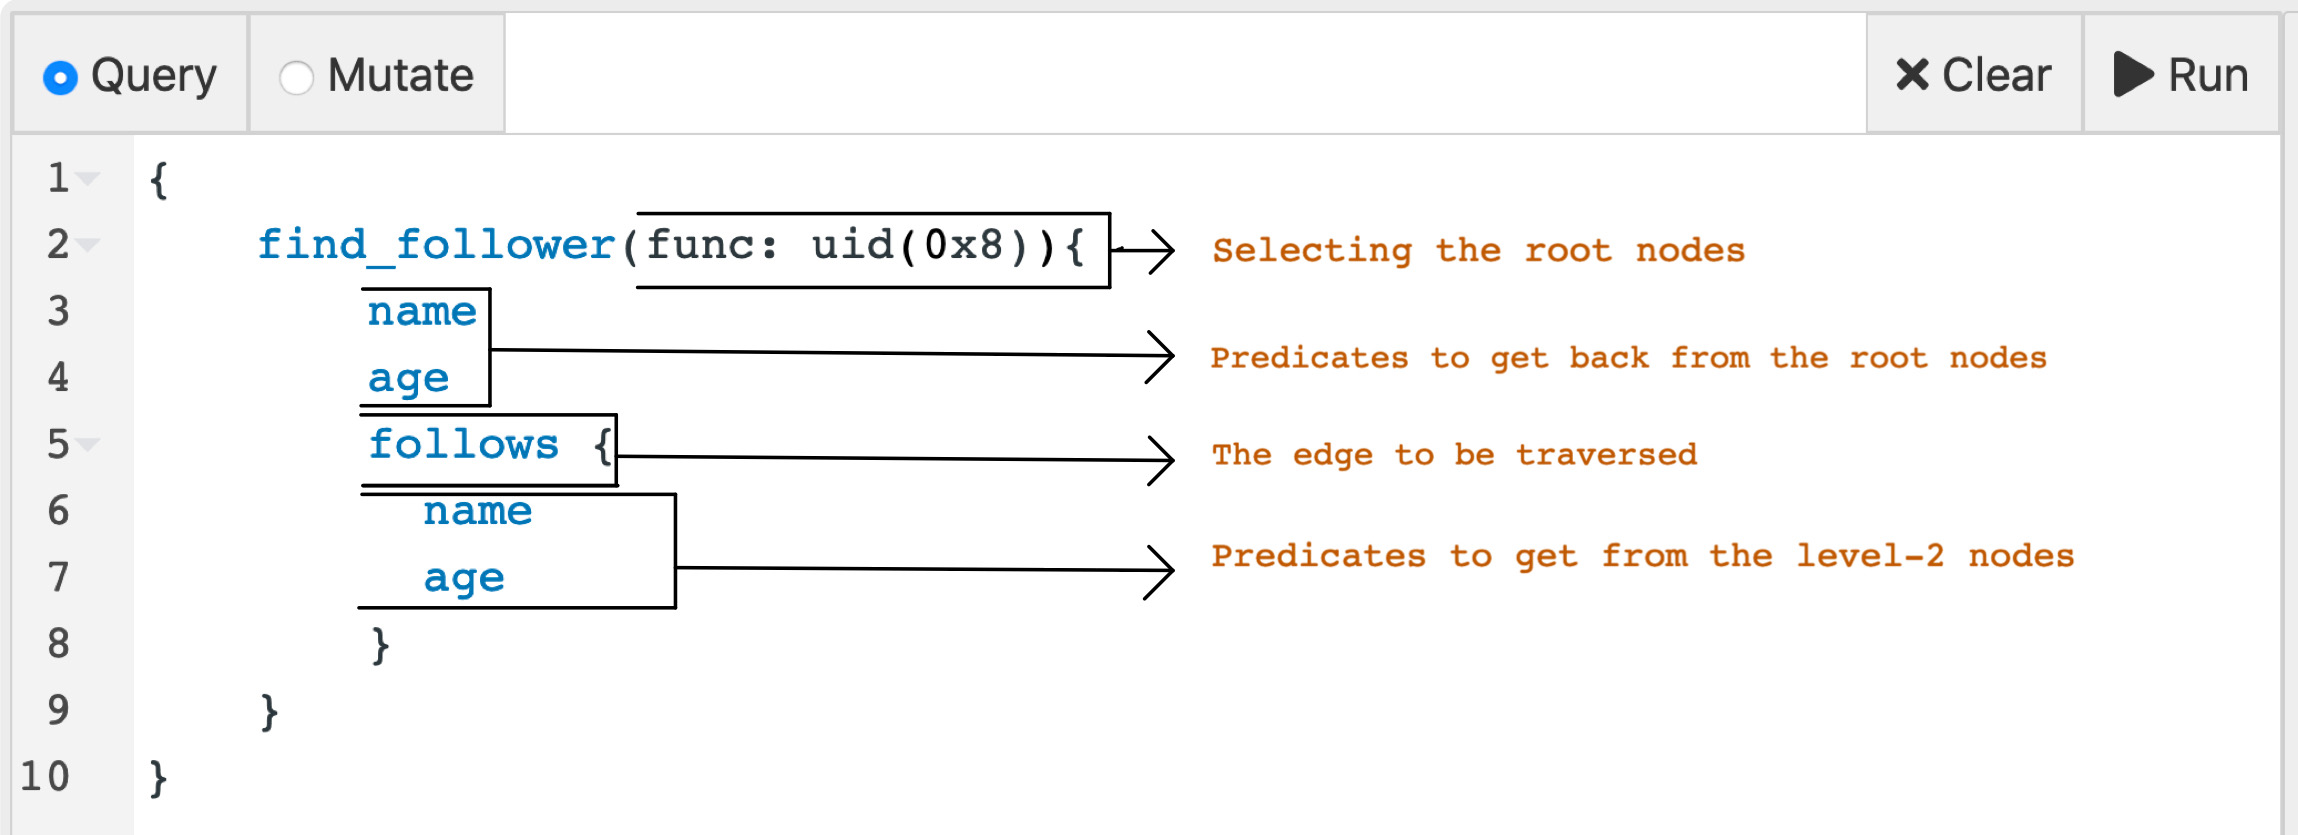 Query Mutate Clear Run
1 {
2 find_follower(func: uid(0x8)){ Selecting the root nodes
3 name
Predicates to get back from the root nodes
4 age
5 follows { The edge to be traversed
6 name
Predicates to get from the level-2 nodes
7 age
8 }
9 }
10 }